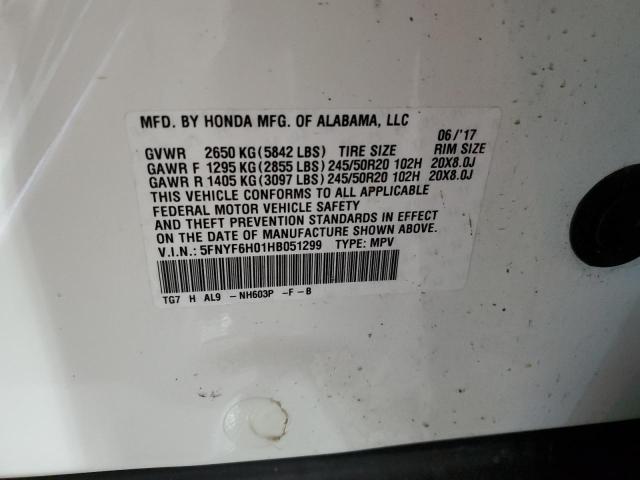 MFD. BY HONDA MFG. OF ALABAMA, LLC
06/'17
GVWR 2650 KG(5842 LBS) TIRE SIZE RIM SIZE
GAWR F 1295 KG(2855 LBS)245/50R20 102H 20X8.0J
GAWR R 1405 KG(3097 LBS)245/50R20 102H 20X8.0J
THIS VEHICLE CONFORMS TO ALL APPLICABLE
FEDERAL MOTOR VEHICLE SAFETY
AND THEFT PREVENTION STANDARDS IN EFFECT
ON THE DATE OF MANUFACTURE SHOWN ABOVE.
V.I.N.: 5FNYF6H01HB051299 TYPE: MPV
TG7 H AL9 -NH603P -F-B